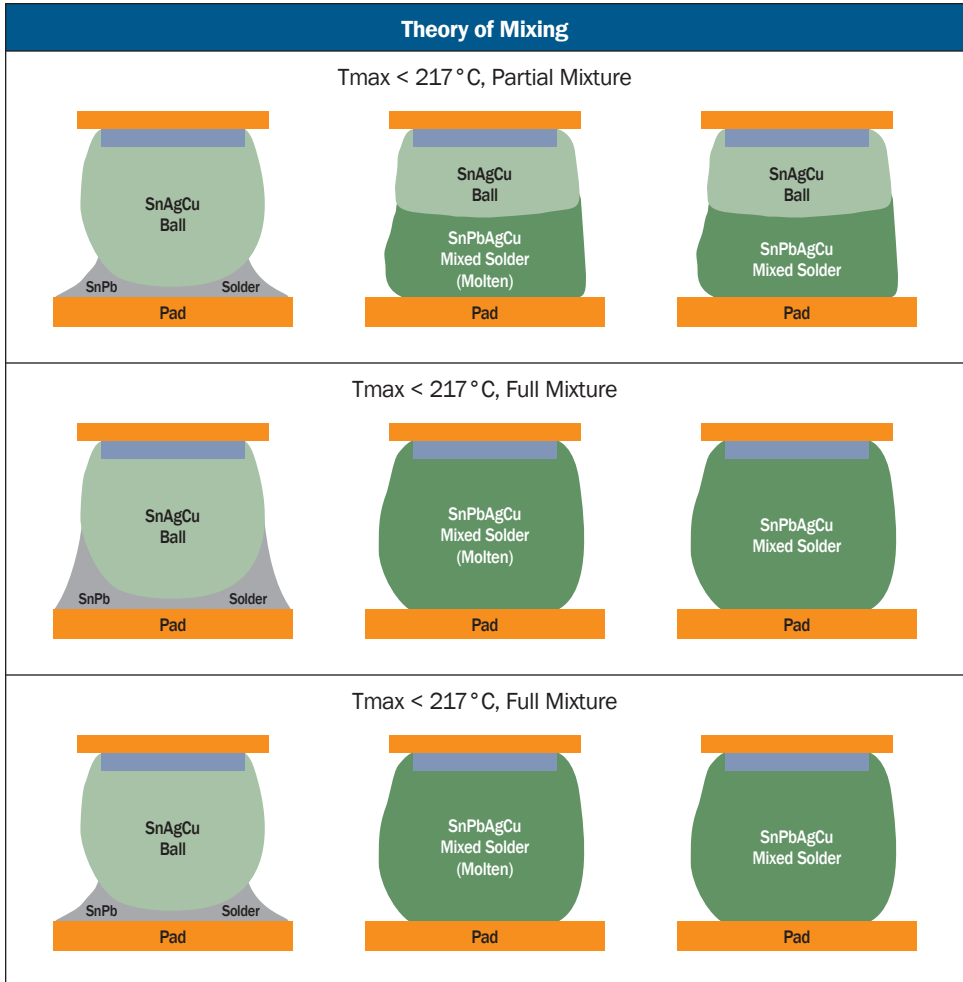 Theory of Mixing
Tmax < 217°C, Partial Mixture
SnAgCu
Ball
SnPb
Solder
Pad
SnAgCu
Ball
SnPbAgCu
Mixed Solder
(Molten)
Pad
SnAgCu
Ball
SnPbAgCu
Mixed Solder
Pad
Tmax < 217°C, Full Mixture
SnAgCu
Ball
SnPb
Solder
Pad
SnPbAgCu
Mixed Solder
(Molten)
Pad
SnPbAgCu
Mixed Solder
Pad
Tmax < 217°C, Full Mixture
SnAgCu
Ball
SnPb
Solder
Pad
SnPbAgCu
Mixed Solder
(Molten)
Pad
SnPbAgCu
Mixed Solder
Pad